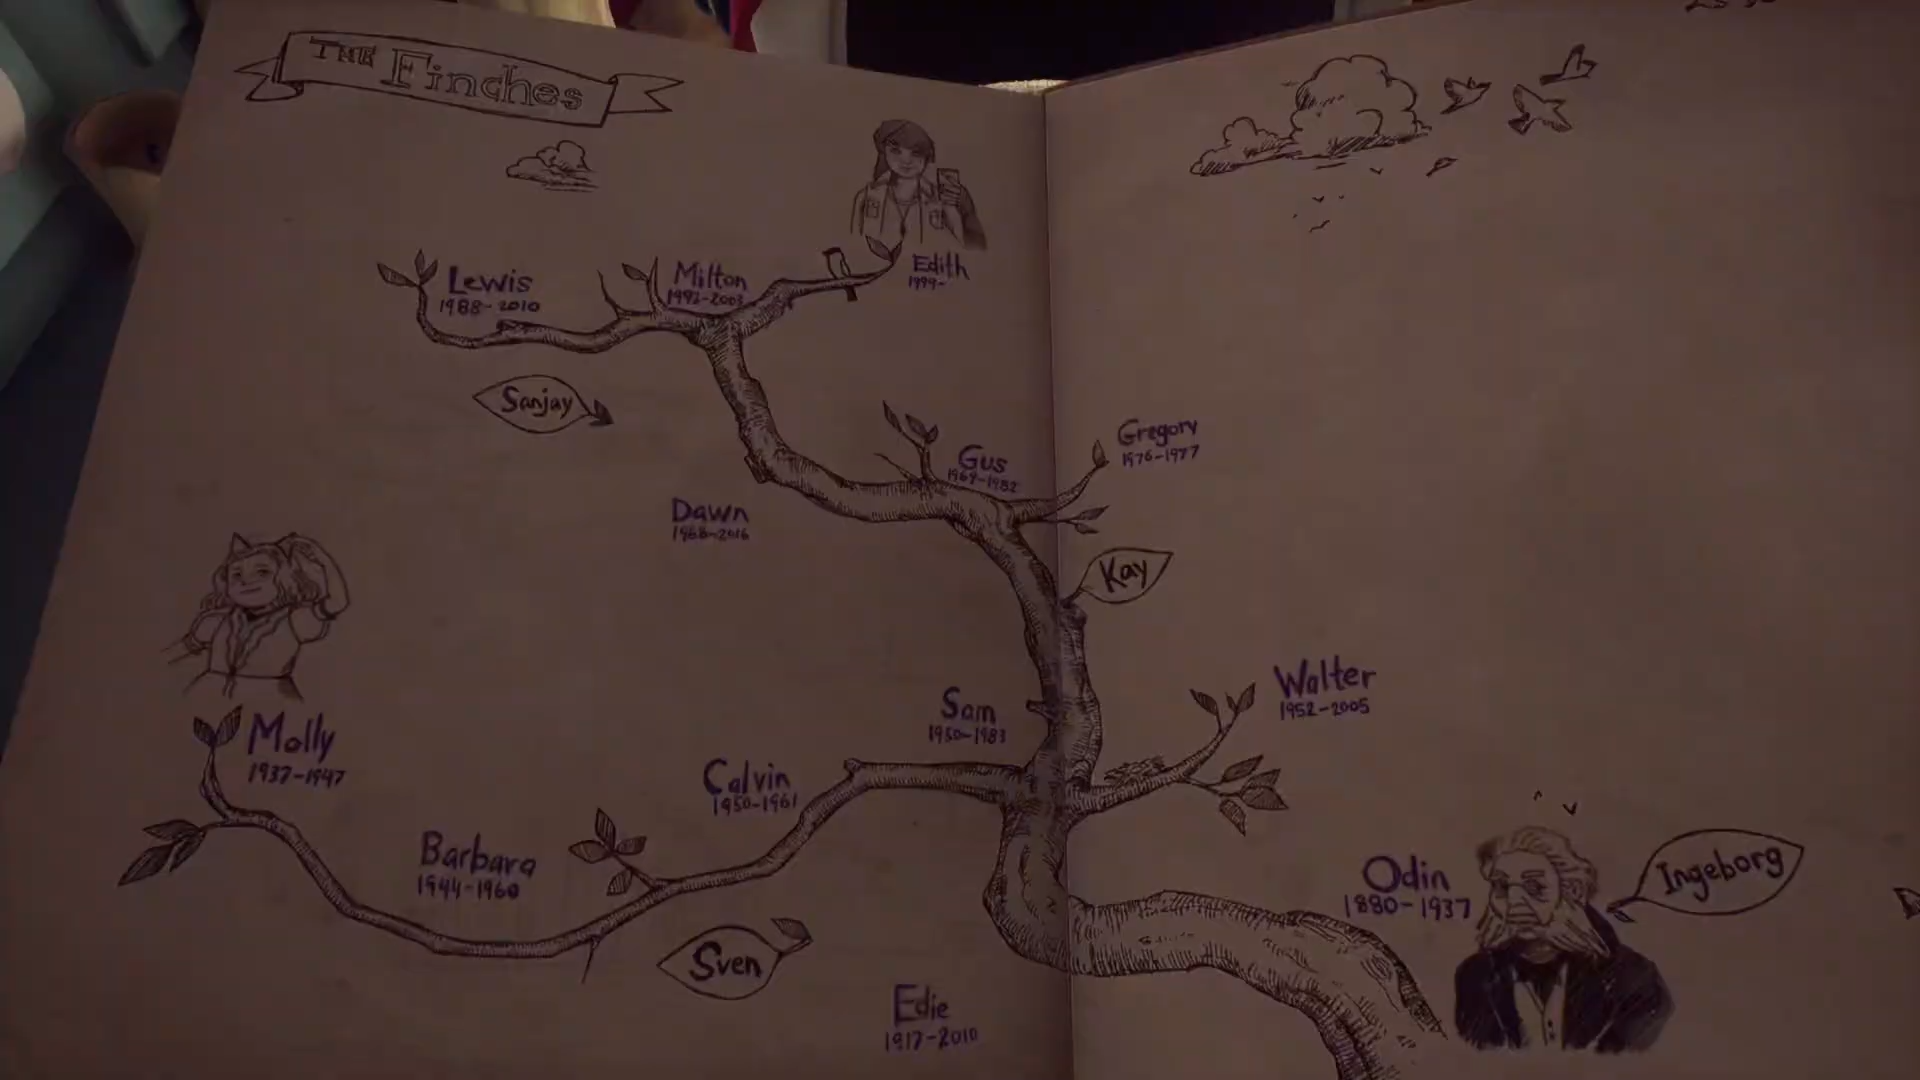 THE Finches
Edith
1999-
Lewis
1988-2010
Milton
1992-2003
Sanjay
Gregory
1976-1977
Gus
1969-1982
Dawn
1968-2016
Kay
Walter
1952-2005
Sam
1950-1983
Molly
1937-1947
Calvin
1950-1961
Barbara
1944-1960
Odin
1880-1937
Ingeborg
Sven
Edie
1917-2010